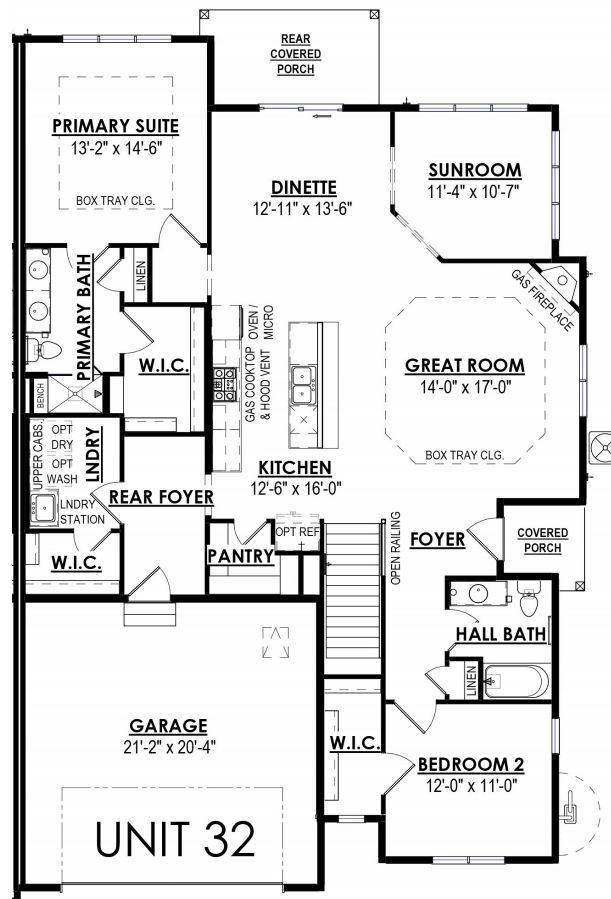 REAR
COVERED
PORCH
PRIMARY SUITE
13'-2" x 14'-6"
BOX TRAY CLG.
DINETTE
12'-11" x 13'-6"
SUNROOM
11'-4" x 10'-7"
PRIMARY BATH
LINEN
GAS FIREPLACE
W.I.C.
BENCH
GAS COOKTOP
& HOOD VENT
OVEN /
MICRO
GREAT ROOM
14'-0" x 17'-0"
BOX TRAY CLG.
UPPER CABS.
OPT
DRY
OPT
WASH
LNDRY
LNDRY
STATION
REAR FOYER
KITCHEN
12'-6" x 16'-0"
W.I.C.
PANTRY
OPT REF
OPEN RAILING
FOYER
COVERED
PORCH
HALL BATH
LINEN
GARAGE
21'-2" x 20'-4"
W.I.C.
BEDROOM 2
12'-0" x 11'-0"
UNIT 32